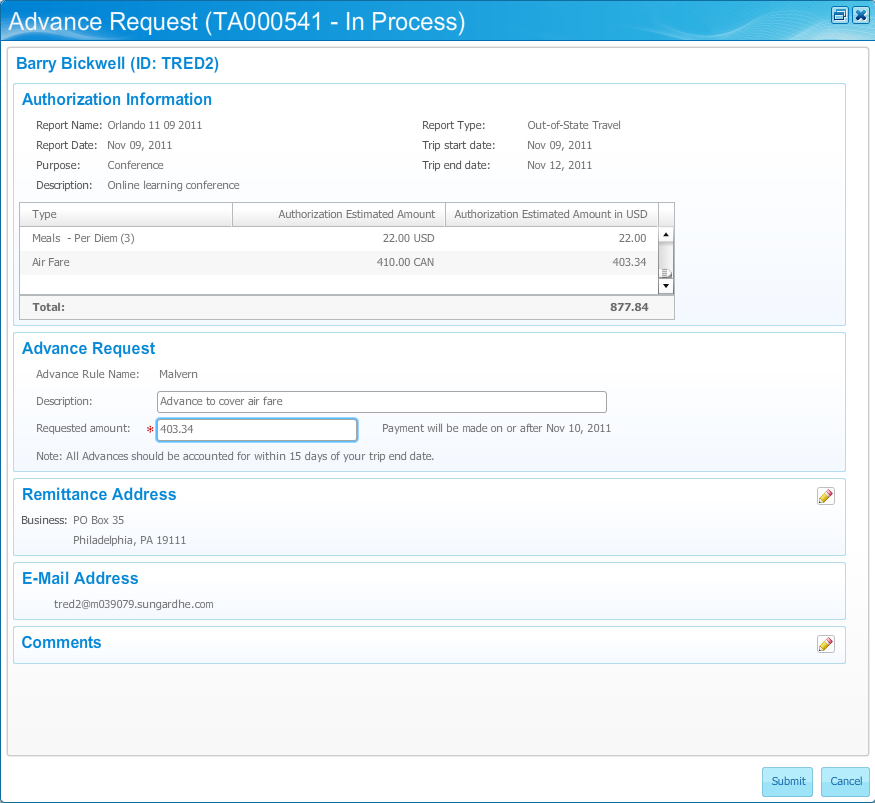 Advance Request (TA000541 - In Process)
Barry Bickwell (ID: TRED2)
Authorization Information
Report Name: Orlando 11 09 2011 Report Type: Out-of-State Travel
Report Date: Nov 09, 2011 Trip start date: Nov 09, 2011
Purpose: Conference Trip end date: Nov 12, 2011
Description: Online learning conference
Type Authorization Estimated Amount Authorization Estimated Amount in USD
Meals - Per Diem (3) 22.00 USD 22.00
Air Fare 410.00 CAN 403.34
Total: 877.84
Advance Request
Advance Rule Name: Malvern
Description: Advance to cover air fare
Requested amount: * 403.34 Payment will be made on or after Nov 10, 2011
Note: All Advances should be accounted for within 15 days of your trip end date.
Remittance Address
Business: PO Box 35
Philadelphia, PA 19111
E-Mail Address
tred2@m039079.sungardhe.com
Comments
Submit Cancel